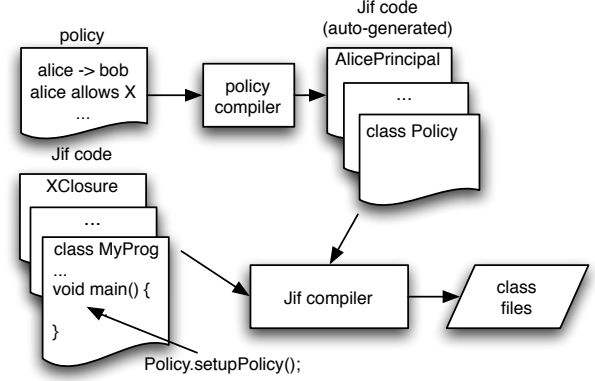 policy
alice -> bob
alice allows X
...
policy
compiler
Jif code
(auto-generated)
AlicePrincipal
...
class Policy
Jif code
XClosure
...
class MyProg
...
void main() {
}
Policy.setupPolicy();
Jif compiler
class
files